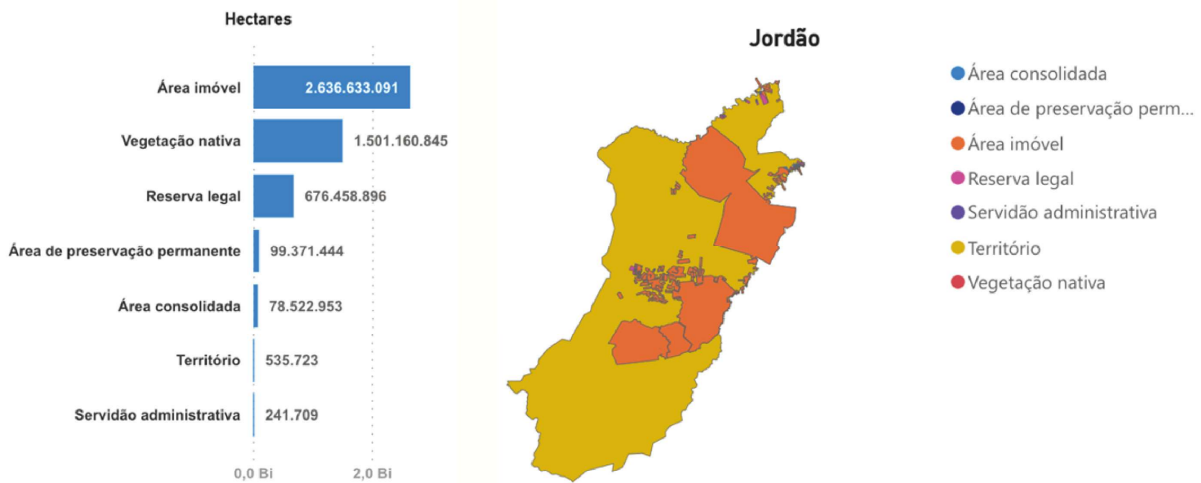 Hectares
Área imóvel
2.636.633.091
Vegetação nativa
1.501.160.845
Reserva legal
676.458.896
Área de preservação permanente
99.371.444
Área consolidada
78.522.953
Território
535.723
Servidão administrativa
241.709
0,0 Bi
2,0 Bi
Jordão
Área consolidada
Área de preservação perm...
Área imóvel
Reserva legal
Servidão administrativa
Território
Vegetação nativa